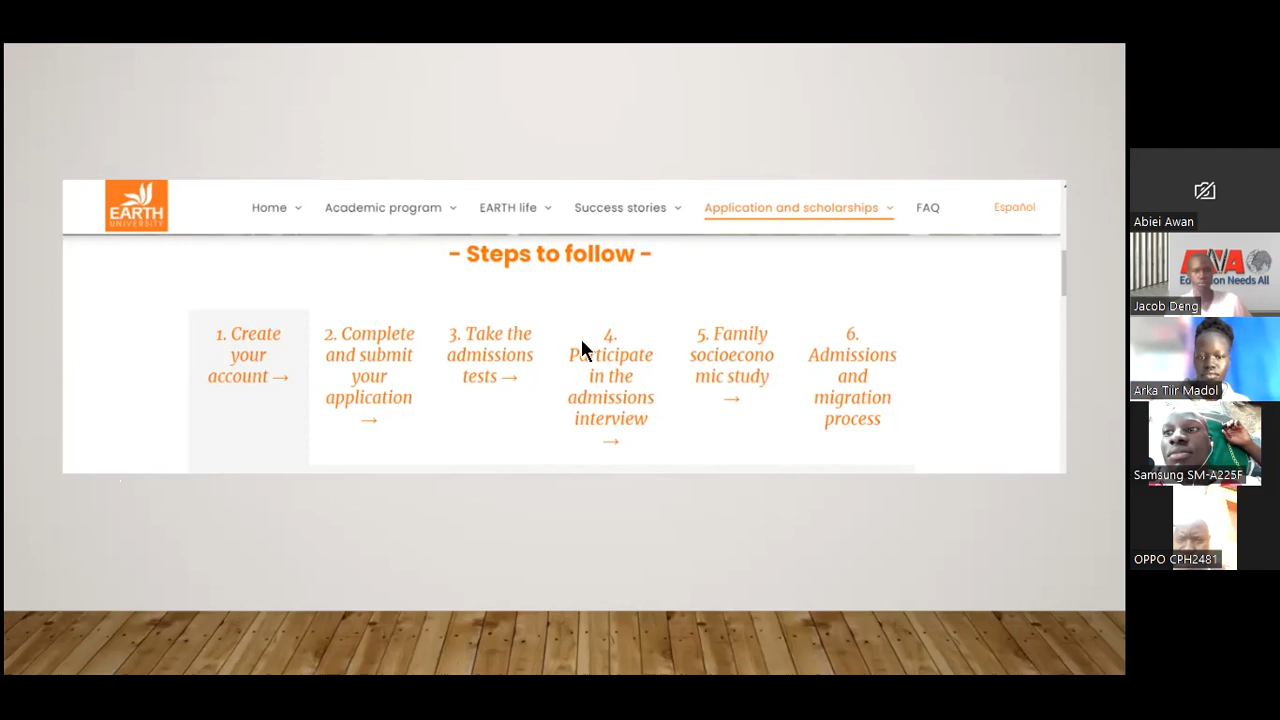 EARTH
UNIVERSITY
Home
Academic program
EARTH life
Success stories
Application and scholarships
FAQ
Español
- Steps to follow -
1. Create
your
account →
2. Complete
and submit
your
application
→
3. Take the
admissions
tests →
4.
Participate
in the
admissions
interview
→
5. Family
socioecono
mic study
→
6.
Admissions
and
migration
process
Abiei Awan
Needs All
Jacob Deng
Arka Tiir Madol
Samsung SM-A225F
OPPO CPH2481